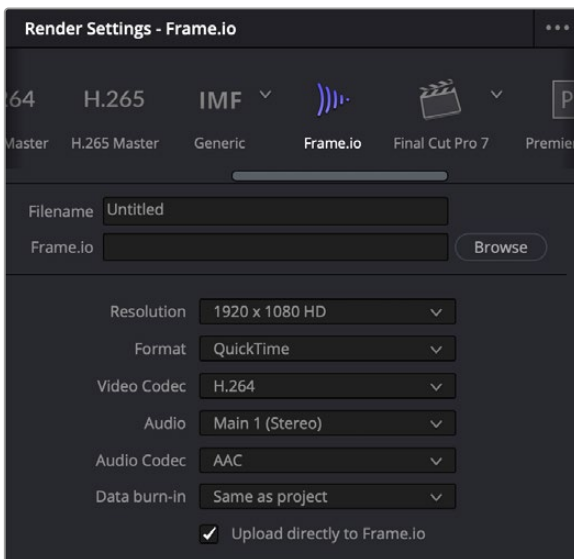 Render Settings - Frame.io
264 H.265 IMF
Master H.265 Master Generic Frame.io Final Cut Pro 7 Premie
Filename Untitled
Frame.io Browse
Resolution 1920 x 1080 HD
Format QuickTime
Video Codec H.264
Audio Main 1 (Stereo)
Audio Codec AAC
Data burn-in Same as project
Upload directly to Frame.io